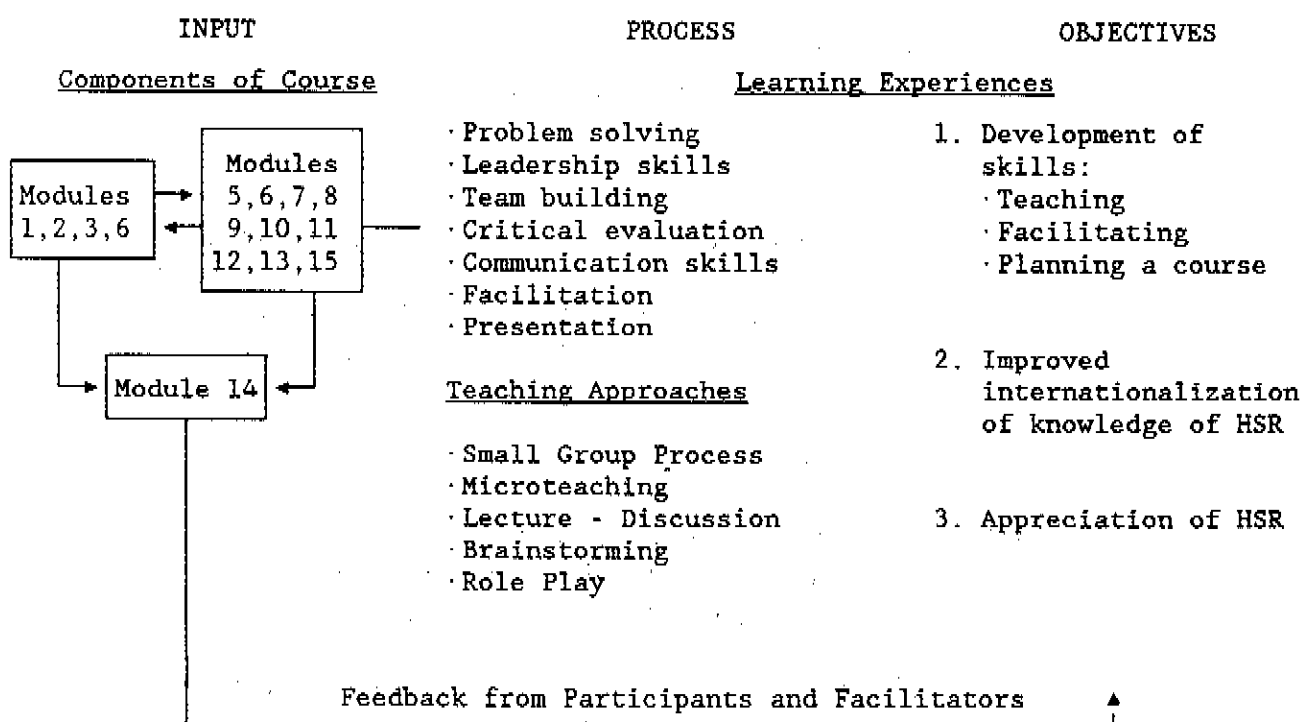 INPUT PROCESS OBJECTIVES
Components of Course
Learning Experiences
Modules
1,2,3,6
Modules
5,6,7,8
9,10,11
12,13,15
Module 14
·Problem solving
·Leadership skills
·Team building
·Critical evaluation
·Communication skills
·Facilitation
·Presentation
Teaching Approaches
·Small Group Process
·Microteaching
·Lecture - Discussion
·Brainstorming
·Role Play
1. Development of
skills:
·Teaching
·Facilitating
·Planning a course
2. Improved
internationalization
of knowledge of HSR
3. Appreciation of HSR
Feedback from Participants and Facilitators